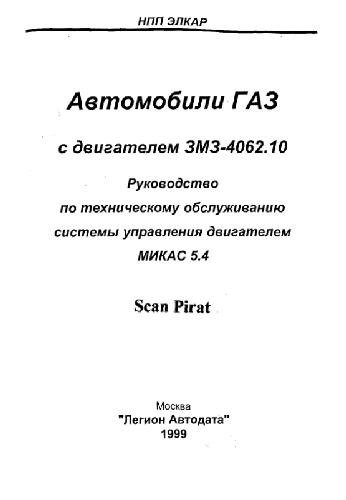 НПП ЭЛКАР
Автомобили ГАЗ
с двигателем ЗМЗ-4062.10
Руководство
по техническому обслуживанию
системы управления двигателем
МИКАС 5.4
Scan Pirat
Москва
"Легион Автодата"
1999